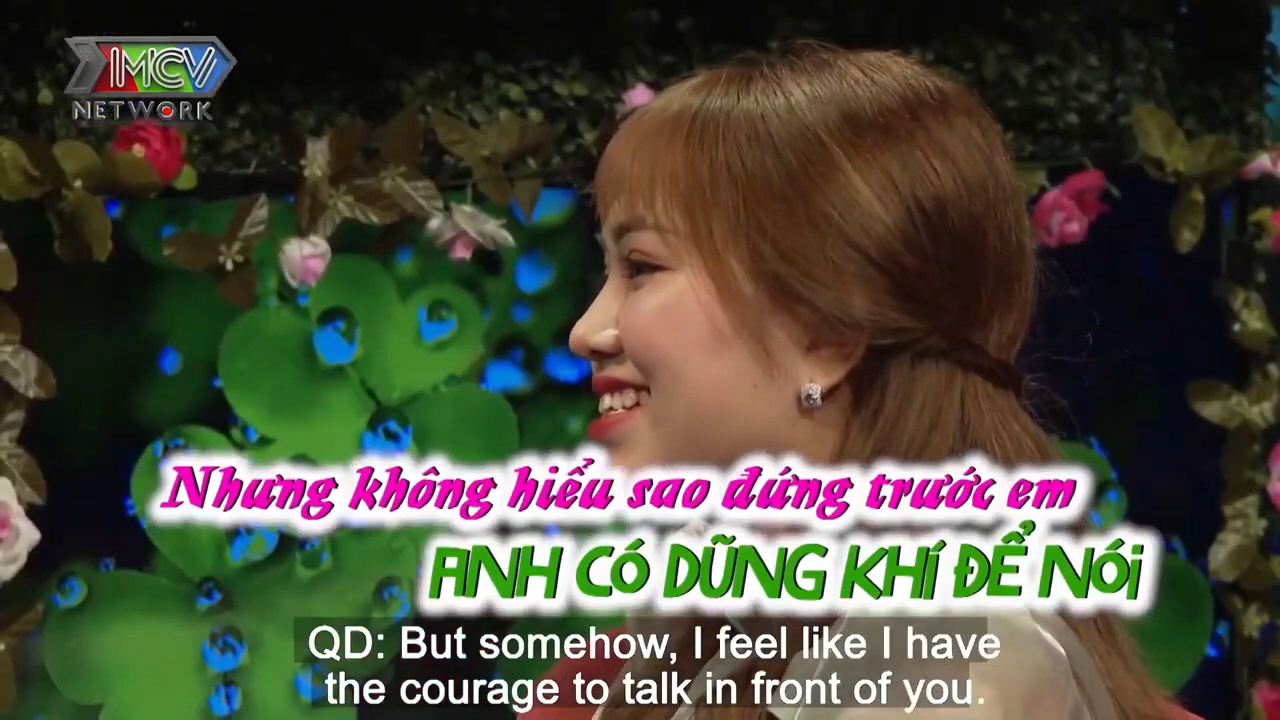 MCV
NETWORK
Nhưng không hiểu sao đứng trước em
ANH CÓ DŨNG KHÍ ĐỂ NÓI
QD: But somehow, I feel like I have
the courage to talk in front of you.